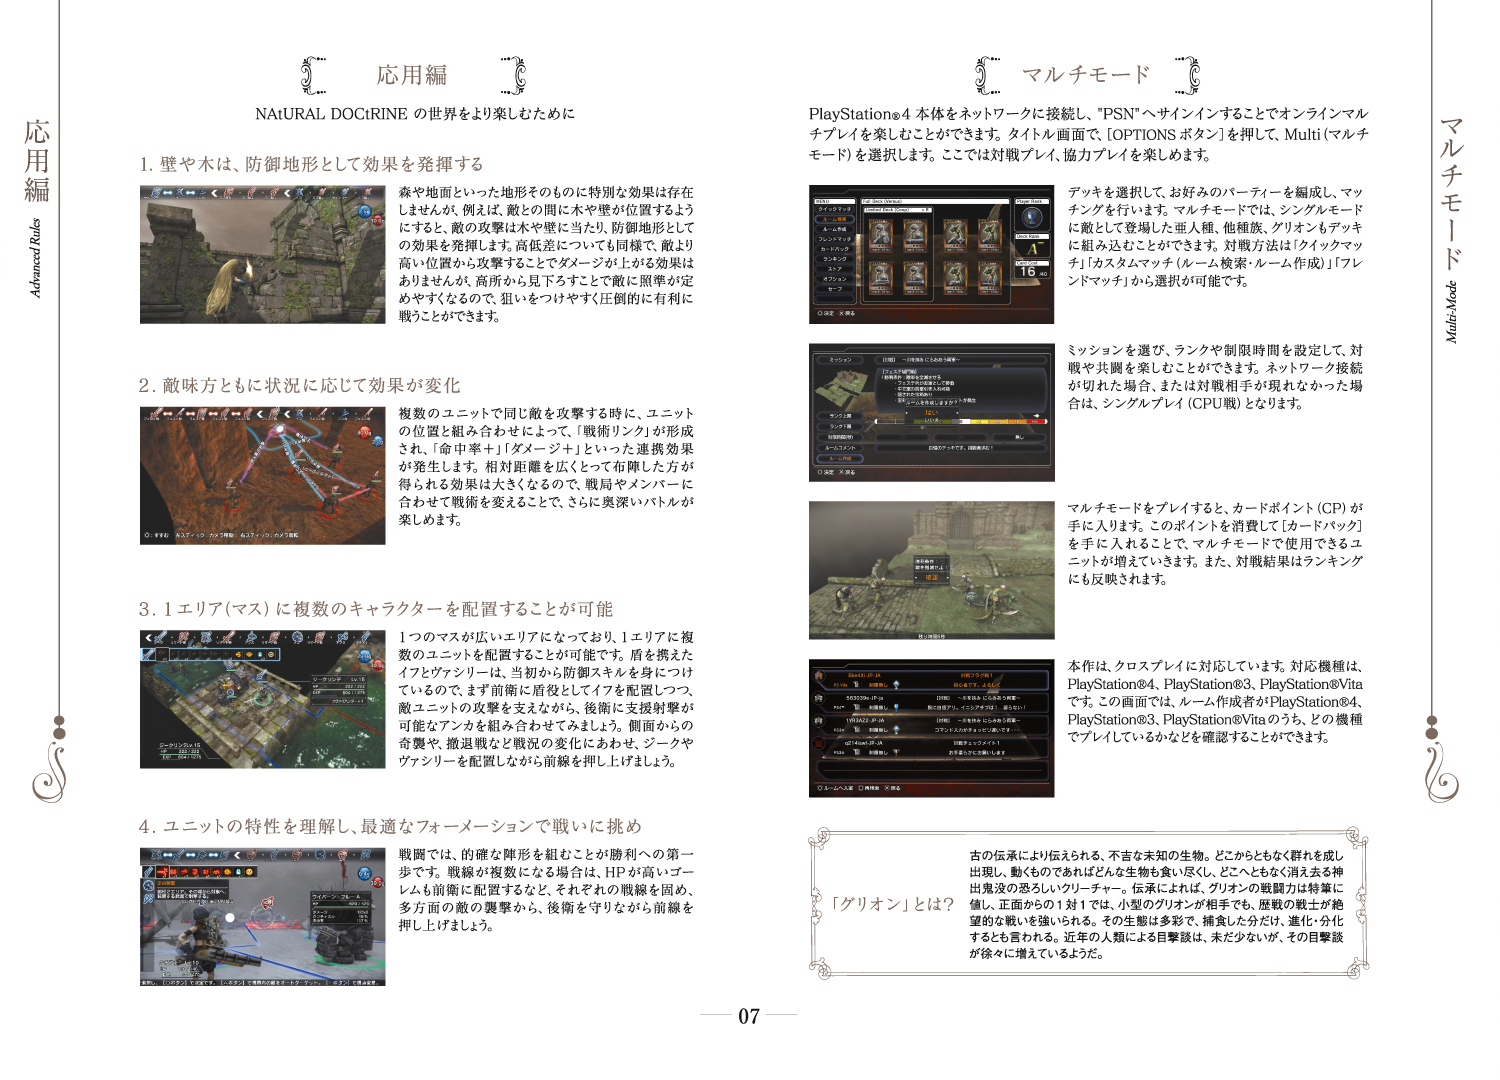 応用編
Advanced Rules
応用編
NAtURAL DOCtRINE の世界をより楽しむために
1. 壁や木は、防御地形として効果を発揮する
森や地面といった地形そのものに特別な効果は存在
しませんが、例えば、敵との間に木や壁が位置するよう
にすると、敵の攻撃は木や壁に当たり、防御地形として
の効果を発揮します。高低差についても同様で、敵より
高い位置から攻撃することでダメージが上がる効果は
ありませんが、高所から見下ろすことで敵に照準が定
めやすくなるので、狙いをつけやすく圧倒的に有利に
戦うことができます。
2. 敵味方ともに状況に応じて効果が変化
複数のユニットで同じ敵を攻撃する時に、ユニット
の位置と組み合わせによって、「戦術リンク」が形成
され、「命中率＋」「ダメージ＋」といった連携効果
が発生します。相対距離を広くとって布陣した方が
得られる効果は大きくなるので、戦局やメンバーに
合わせて戦術を変えることで、さらに奥深いバトルが
楽しめます。
3. 1エリア(マス)に複数のキャラクターを配置することが可能
1つのマスが広いエリアになっており、1エリアに複
数のユニットを配置することが可能です。盾を携えた
イフとヴァシリーは、当初から防御スキルを身につけ
ているので、まず前衛に盾役としてイフを配置しつつ、
敵ユニットの攻撃を支えながら、後衛に支援射撃が
可能なアンカを組み合わせてみましょう。側面からの
奇襲や、撤退戦など戦況の変化にあわせ、ジークや
ヴァシリーを配置しながら前線を押し上げましょう。
4. ユニットの特性を理解し、最適なフォーメーションで戦いに挑め
戦闘では、的確な陣形を組むことが勝利への第一
歩です。戦線が複数になる場合は、HPが高いゴー
レムも前衛に配置するなど、それぞれの戦線を固め、
多方面の敵の襲撃から、後衛を守りながら前線を
押し上げましょう。
マルチモード
PlayStation®4 本体をネットワークに接続し、"PSN"へサインインすることでオンラインマル
チプレイを楽しむことができます。タイトル画面で、[OPTIONSボタン]を押して、Multi(マルチ
モード)を選択します。ここでは対戦プレイ、協力プレイを楽しめます。
MENU
クイックマッチ
ルーム検索
ルーム作成
フレンドマッチ
カードパック
ランキング
ストア
オプション
セーブ
Player Rank
Deck Rank
A
16
デッキを選択して、お好みのパーティーを編成し、マッ
チングを行います。マルチモードでは、シングルモード
に敵として登場した亜人種、他種族、グリオンもデッキ
に組み込むことができます。対戦方法は「クイックマッ
チ」「カスタムマッチ(ルーム検索・ルーム作成)」「フレ
ンドマッチ」から選択が可能です。
ミッション
はい
いいえ
ミッションを選び、ランクや制限時間を設定して、対
戦や共闘を楽しむことができます。ネットワーク接続
が切れた場合、または対戦相手が現れなかった場
合は、シングルプレイ(CPU戦)となります。
マルチモードをプレイすると、カードポイント(CP)が
手に入ります。このポイントを消費して[カードパック]
を手に入れることで、マルチモードで使用できるユ
ニットが増えていきます。また、対戦結果はランキング
にも反映されます。
本作は、クロスプレイに対応しています。対応機種は、
PlayStation®4、PlayStation®3、PlayStation®Vita
です。この画面では、ルーム作成者がPlayStation®4、
PlayStation®3、PlayStation®Vitaのうち、どの機種
でプレイしているかなどを確認することができます。
「グリオン」とは?
古の伝承により伝えられる、不吉な未知の生物。どこからともなく群れを成し
出現し、動くものであればどんな生物も食い尽くし、どこへともなく消え去る神
出鬼没の恐ろしいクリーチャー。伝承によれば、グリオンの戦闘力は特筆に
値し、正面からの1対1では、小型のグリオンが相手でも、歴戦の戦士が絶
望的な戦いを強いられる。その生態は多彩で、捕食した分だけ、進化・分化
するとも言われる。近年の人類による目撃談は、未だ少ないが、その目撃談
が徐々に増えているようだ。
マルチモード
Multi-Mode
07